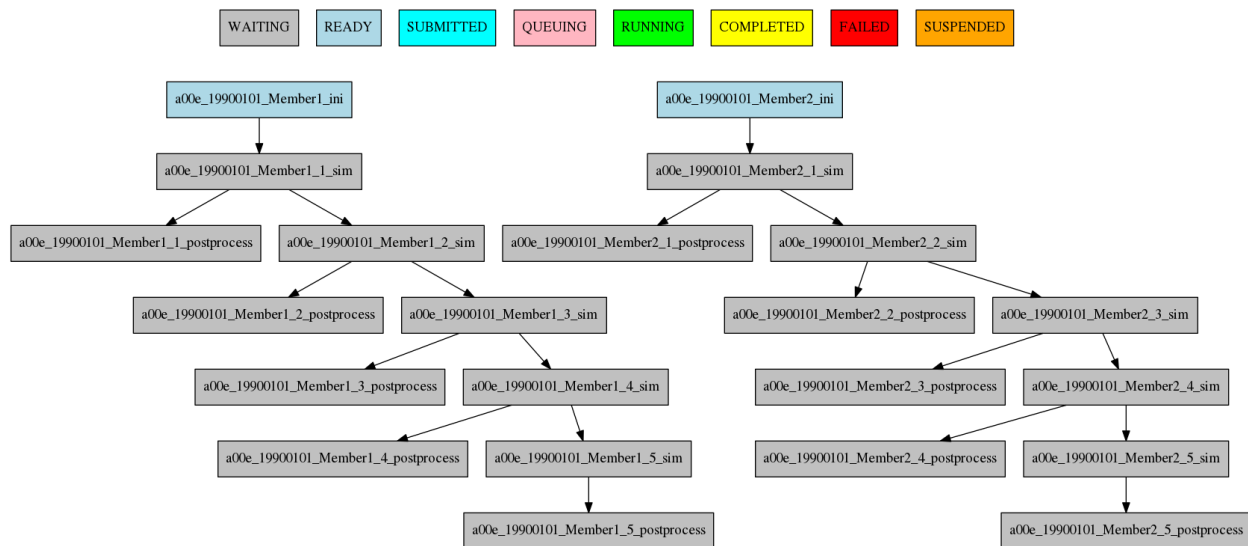 WAITING READY SUBMITTED QUEUING RUNNING COMPLETED FAILED SUSPENDED
a00e_19900101_Member1_ini a00e_19900101_Member2_ini
a00e_19900101_Member1_1_sim a00e_19900101_Member2_1_sim
a00e_19900101_Member1_1_postprocess a00e_19900101_Member1_2_sim a00e_19900101_Member2_1_postprocess a00e_19900101_Member2_2_sim
a00e_19900101_Member1_2_postprocess a00e_19900101_Member1_3_sim a00e_19900101_Member2_2_postprocess a00e_19900101_Member2_3_sim
a00e_19900101_Member1_3_postprocess a00e_19900101_Member1_4_sim a00e_19900101_Member2_3_postprocess a00e_19900101_Member2_4_sim
a00e_19900101_Member1_4_postprocess a00e_19900101_Member1_5_sim a00e_19900101_Member2_4_postprocess a00e_19900101_Member2_5_sim
a00e_19900101_Member1_5_postprocess a00e_19900101_Member2_5_postprocess